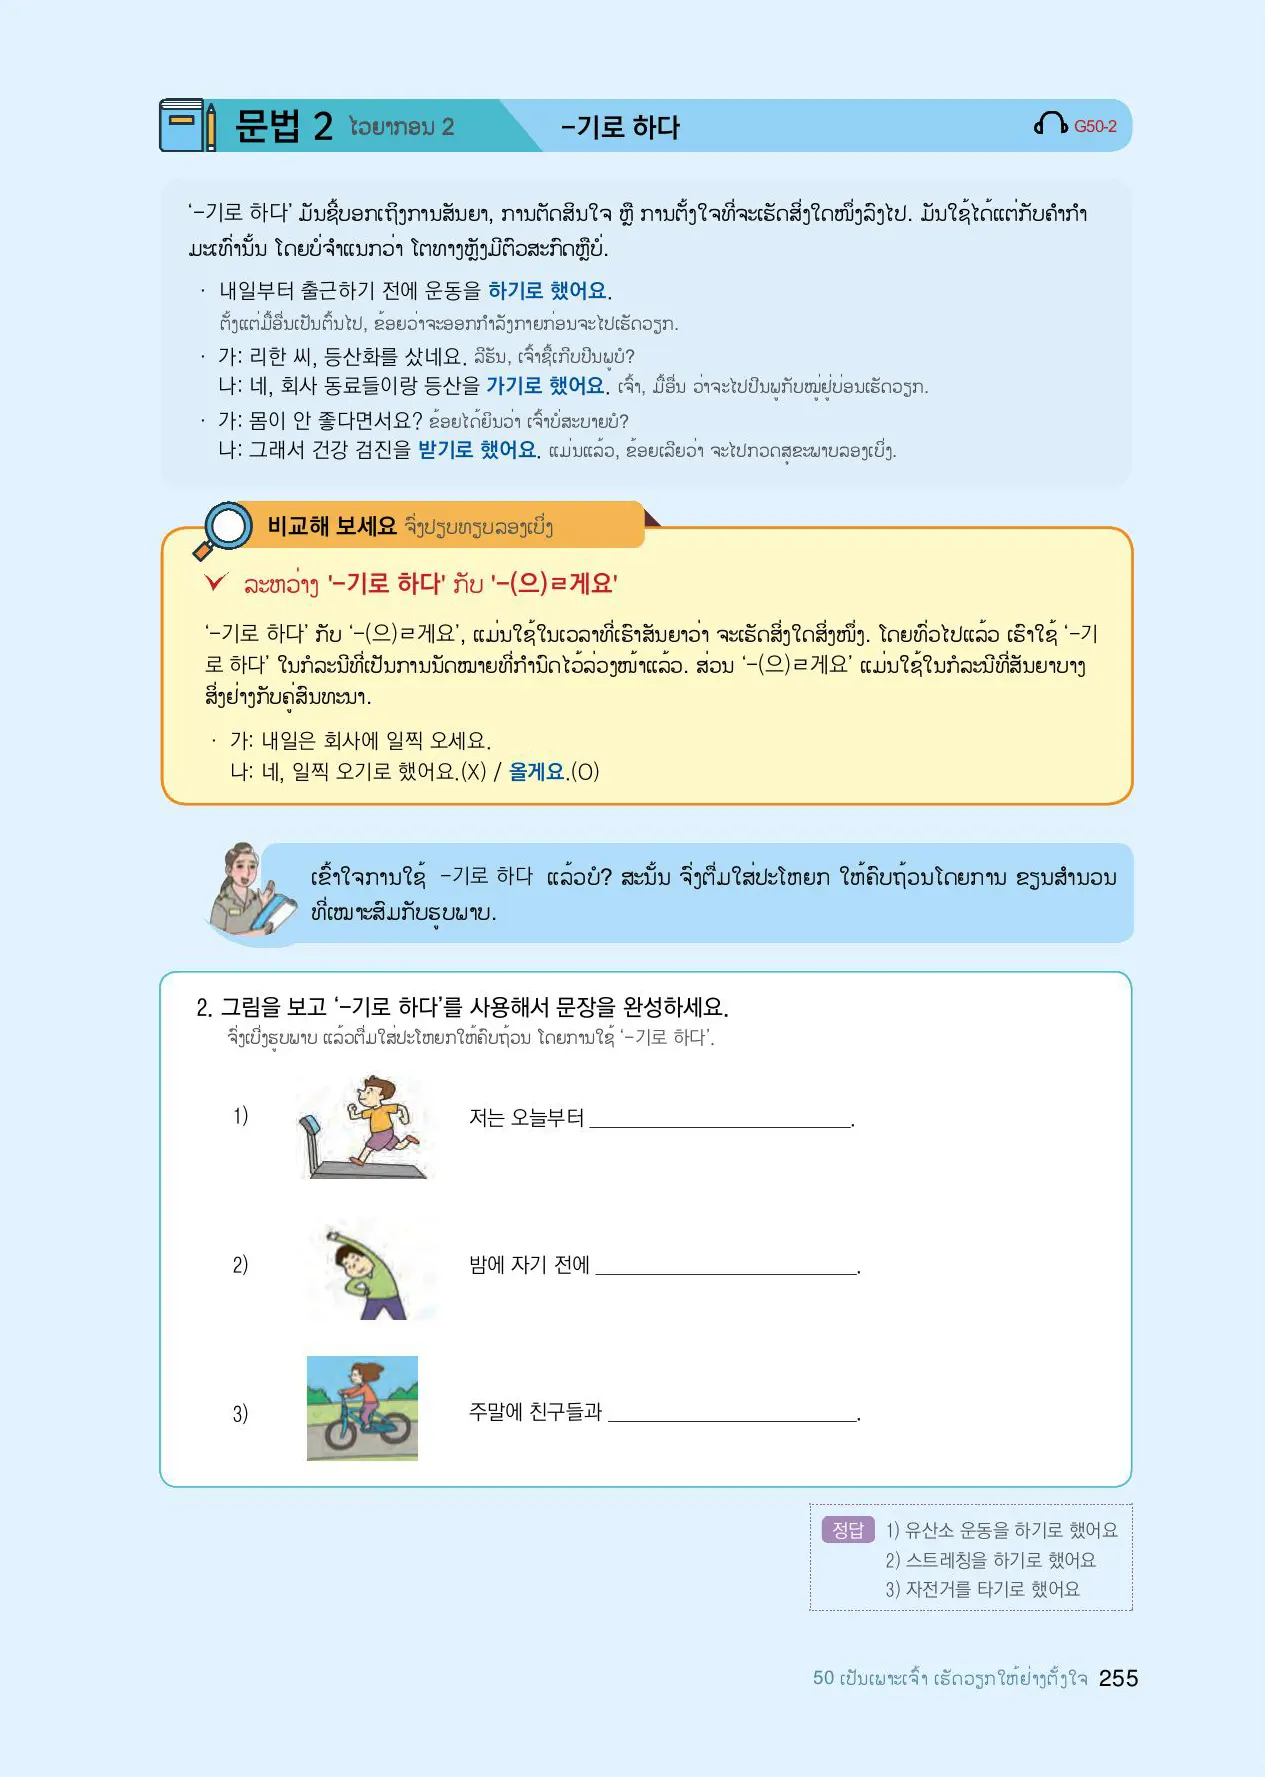 문법 2 ໄວຍາກອນ 2 -기로 하다 G50-2
‘-기로 하다’ ມັນຊີ້ບອກເຖິງການສັນຍາ, ການຕັດສິນໃຈ ຫຼື ການຕັ້ງໃຈທີ່ຈະເຮັດສິ່ງໃດໜຶ່ງລົງໄປ. ມັນໃຊ້ໄດ້ແຕ່ກັບຄຳກຳ
ມະເທົ່ານັ້ນ ໂດຍບໍ່ຈຳແນກວ່າ ໂຕທາງຫຼັງມີຕົວສະກົດຫຼືບໍ່.
· 내일부터 출근하기 전에 운동을 하기로 했어요.
ຕັ້ງແຕ່ມື້ອື່ນເປັນຕົ້ນໄປ, ຂ້ອຍວ່າຈະອອກກຳລັງກາຍກ່ອນຈະໄປເຮັດວຽກ.
· 가: 리한 씨, 등산화를 샀네요. ລີຮັນ, ເຈົ້າຊື້ເກີບປີນພູບໍ?
나: 네, 회사 동료들이랑 등산을 가기로 했어요. ເຈົ້າ, ມື້ອື່ນ ວ່າຈະໄປປີນພູກັບໝູ່ຢູ່ບ່ອນເຮັດວຽກ.
· 가: 몸이 안 좋다면서요? ຂ້ອຍໄດ້ຍິນວ່າ ເຈົ້າບໍ່ສະບາຍບໍ?
나: 그래서 건강 검진을 받기로 했어요. ແມ່ນແລ້ວ, ຂ້ອຍເລີຍວ່າ ຈະໄປກວດສຸຂະພາບລອງເບິ່ງ.
비교해 보세요 ຈົ່ງປຽບທຽບລອງເບິ່ງ
ລະຫວ່າງ '-기로 하다' ກັບ '-(으)ㄹ게요'
‘-기로 하다’ ກັບ ‘-(으)ㄹ게요’, ແມ່ນໃຊ້ໃນເວລາທີ່ເຮົາສັນຍາວ່າ ຈະເຮັດສິ່ງໃດສິ່ງໜຶ່ງ. ໂດຍທົ່ວໄປແລ້ວ ເຮົາໃຊ້ ‘-기
로 하다’ ໃນກໍລະນີທີ່ເປັນການນັດໝາຍທີ່ກຳນົດໄວ້ລ່ວງໜ້າແລ້ວ. ສ່ວນ ‘-(으)ㄹ게요’ ແມ່ນໃຊ້ໃນກໍລະນີທີ່ສັນຍາບາງ
ສິ່ງຢ່າງກັບຄູ່ສົນທະນາ.
· 가: 내일은 회사에 일찍 오세요.
나: 네, 일찍 오기로 했어요.(X) / 올게요.(O)
ເຂົ້າໃຈການໃຊ້ -기로 하다 ແລ້ວບໍ? ສະນັ້ນ ຈົ່ງຕື່ມໃສ່ປະໂຫຍກ ໃຫ້ຄົບຖ້ວນໂດຍການ ຂຽນສຳນວນ
ທີ່ເໝາະສົມກັບຮູບພາບ.
2. 그림을 보고 ‘-기로 하다’를 사용해서 문장을 완성하세요.
ຈົ່ງເບິ່ງຮູບພາບ ແລ້ວຕື່ມໃສ່ປະໂຫຍກໃຫ້ຄົບຖ້ວນ ໂດຍການໃຊ້ ‘-기로 하다’.
1) 저는 오늘부터 ______________________.
2) 밤에 자기 전에 ______________________.
3) 주말에 친구들과 _____________________.
정답 1) 유산소 운동을 하기로 했어요
2) 스트레칭을 하기로 했어요
3) 자전거를 타기로 했어요
50 ເປັນເພາະເຈົ້າ ເຮັດວຽກໃຫ້ຢ່າງຕັ້ງໃຈ 255